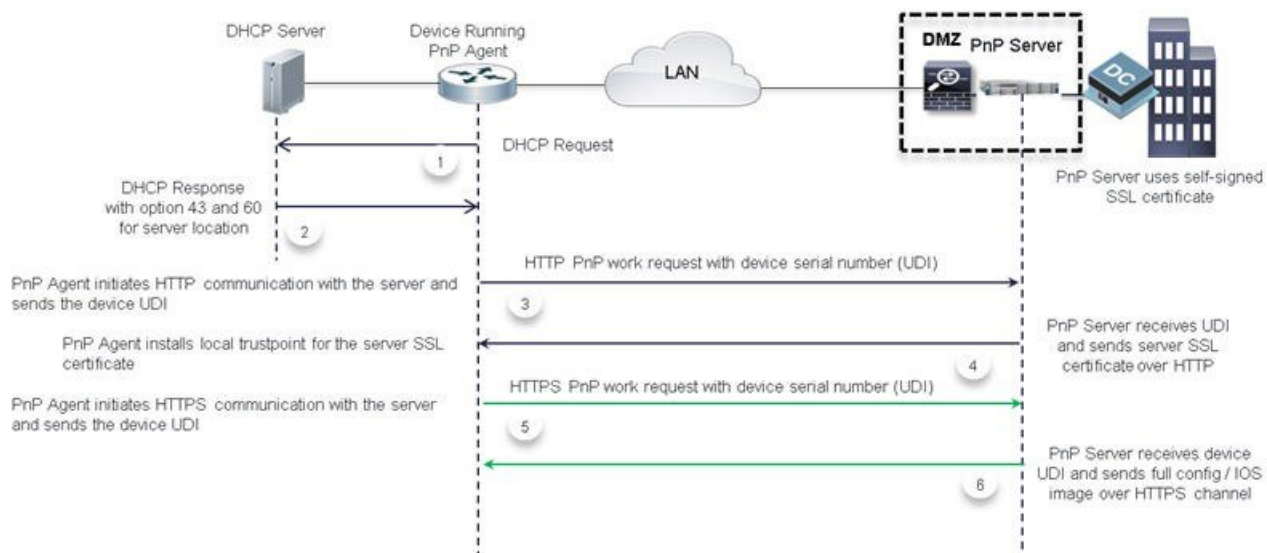 DHCP Server
Device Running
PnP Agent
LAN
DMZ
PnP Server
DC
PnP Server uses self-signed
SSL certificate
1
DHCP Request
DHCP Response
with option 43 and 60
for server location
2
HTTP PnP work request with device serial number (UDI)
PnP Agent initiates HTTP communication with the server and
sends the device UDI
3
PnP Agent installs local trustpoint for the server SSL
certificate
4
PnP Server receives UDI
and sends server SSL
certificate over HTTP
HTTPS PnP work request with device serial number (UDI)
PnP Agent initiates HTTPS communication with the server
and sends the device UDI
5
6
PnP Server receives device
UDI and sends full config / IOS
image over HTTPS channel